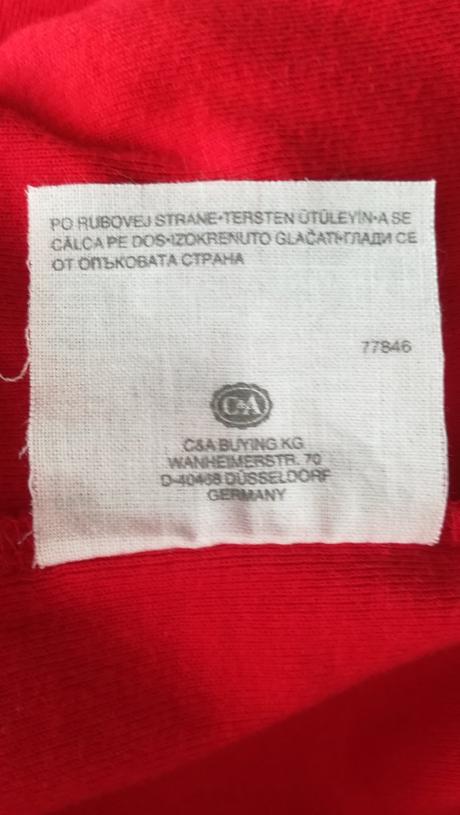 PO RUBOVEJ STRANE•TERSTEN ÜTÜLEYİN•A SE
CĂLCA PE DOS•IZOKRENUTO GLAČATI•ГЛАДИ СЕ
ОТ ОПЪКОВАТА СТРАНА
77846
C&A
C&A BUYING KG
WANHEIMERSTR. 70
D-40468 DÜSSELDORF
GERMANY